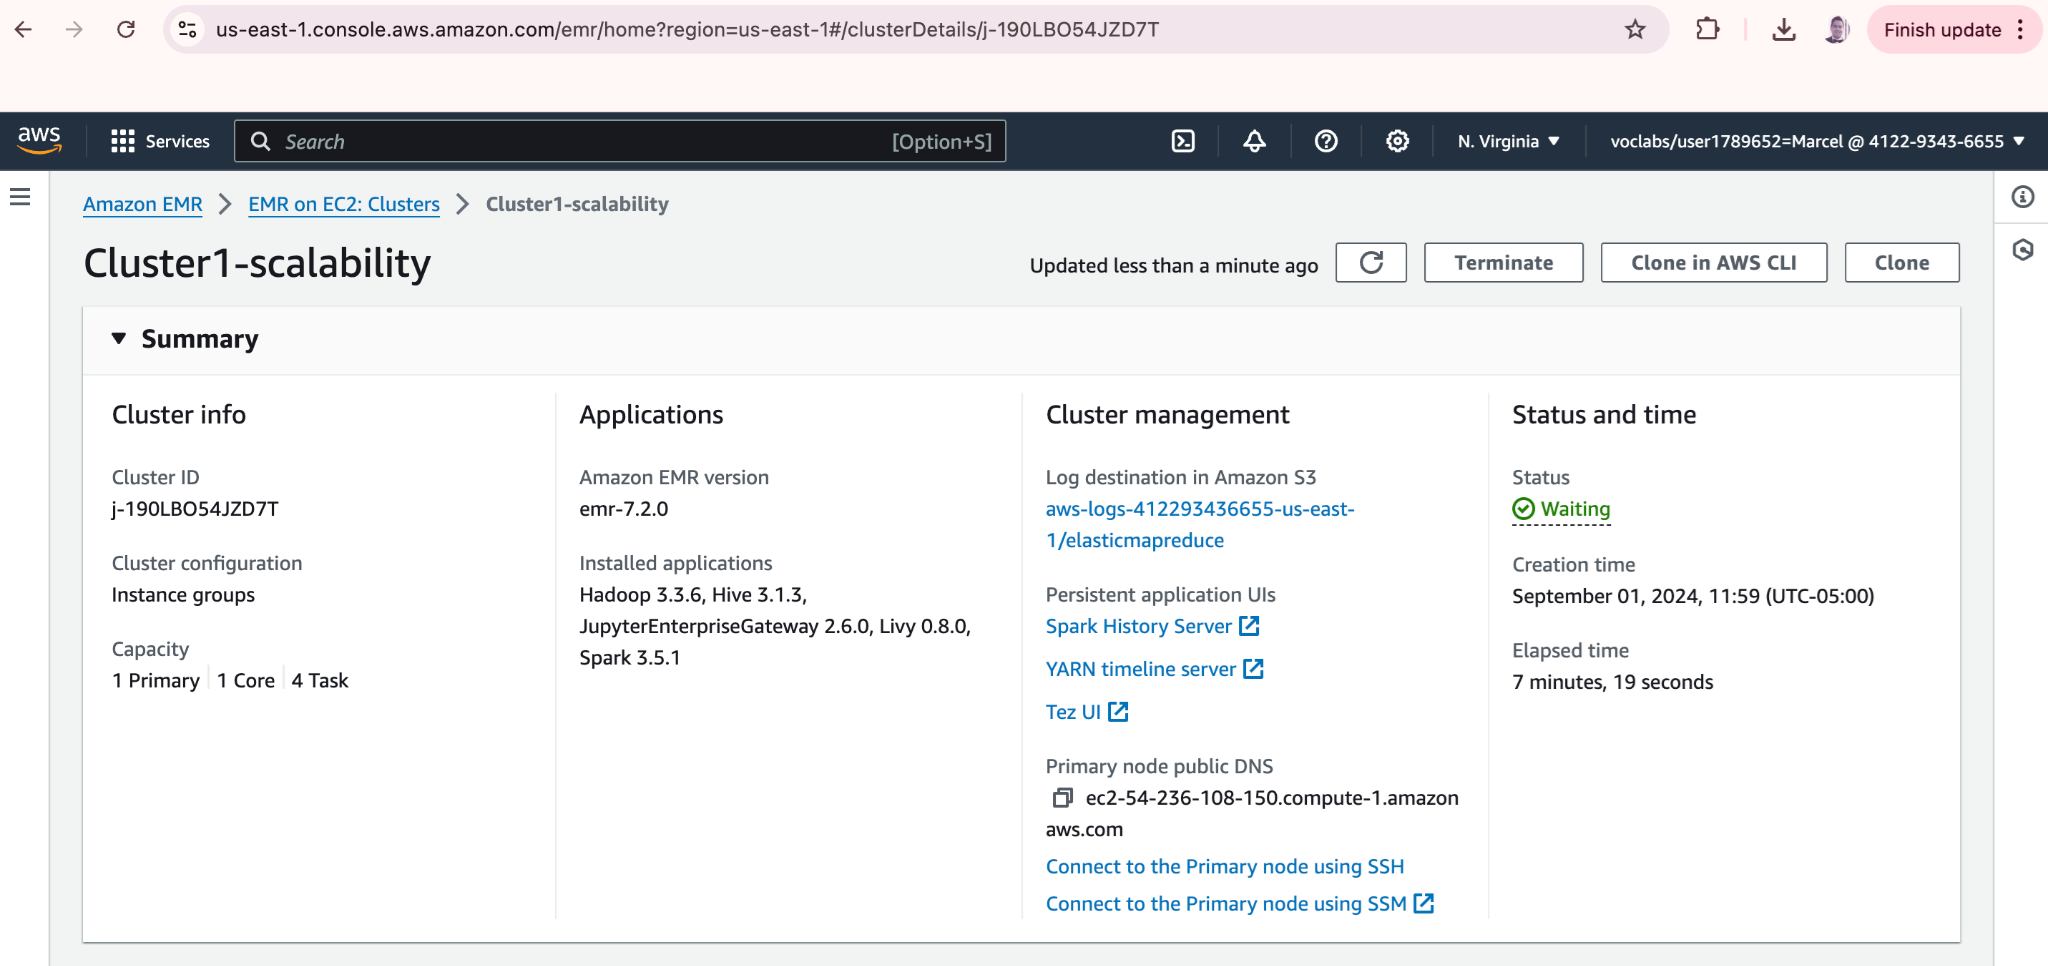 us-east-1.console.aws.amazon.com/emr/home?region=us-east-1#/clusterDetails/j-190LBO54JZD7T
Finish update
aws
Services
Search
[Option+S]
N. Virginia
voclabs/user1789652=Marcel @ 4122-9343-6655
Amazon EMR
EMR on EC2: Clusters
Cluster1-scalability
Cluster1-scalability
Updated less than a minute ago
Terminate
Clone in AWS CLI
Clone
Summary
Cluster info
Cluster ID
j-190LBO54JZD7T
Cluster configuration
Instance groups
Capacity
1 Primary
1 Core
4 Task
Applications
Amazon EMR version
emr-7.2.0
Installed applications
Hadoop 3.3.6, Hive 3.1.3,
JupyterEnterpriseGateway 2.6.0, Livy 0.8.0,
Spark 3.5.1
Cluster management
Log destination in Amazon S3
aws-logs-412293436655-us-east-
1/elasticmapreduce
Persistent application UIs
Spark History Server
YARN timeline server
Tez UI
Primary node public DNS
ec2-54-236-108-150.compute-1.amazon
aws.com
Connect to the Primary node using SSH
Connect to the Primary node using SSM
Status and time
Status
Waiting
Creation time
September 01, 2024, 11:59 (UTC-05:00)
Elapsed time
7 minutes, 19 seconds